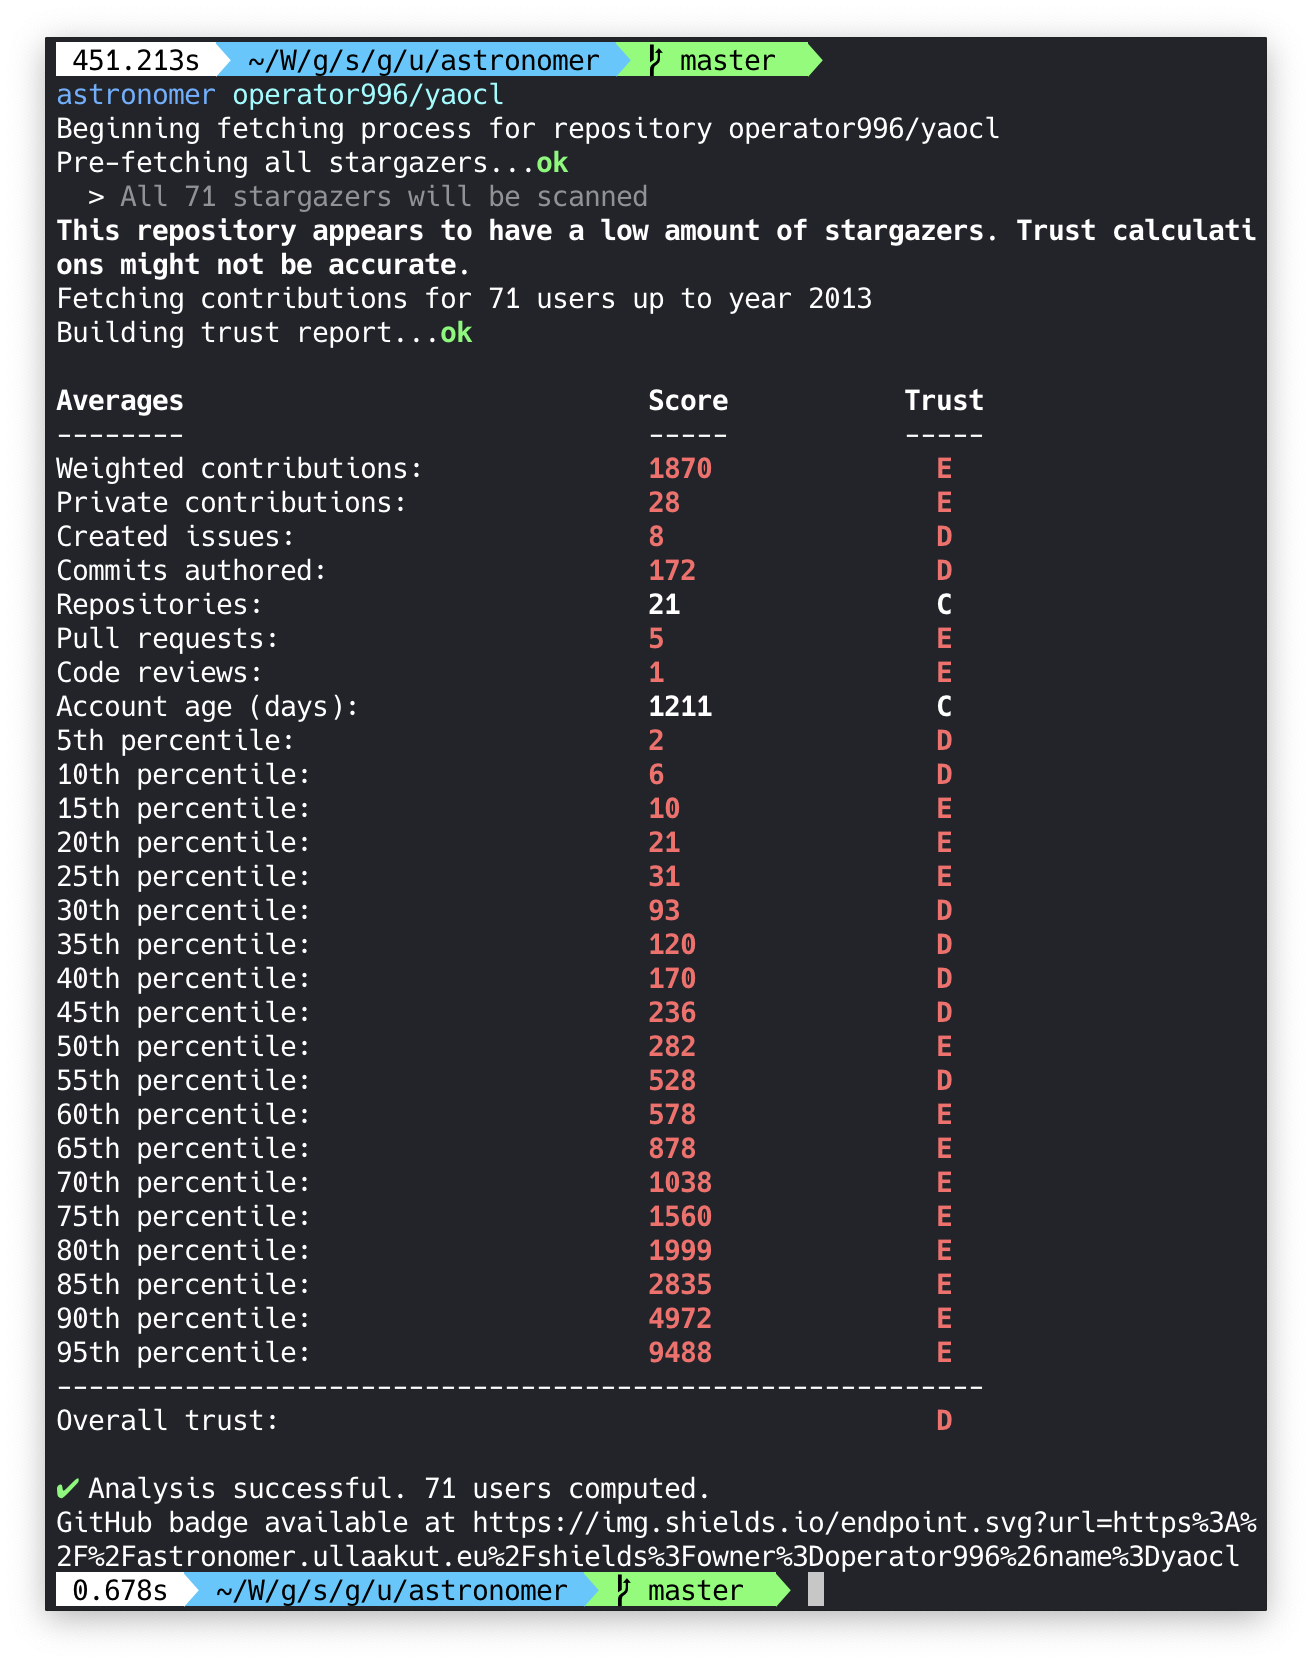 451.213s ~/W/g/s/g/u/astronomer master
astronomer operator996/yaocl
Beginning fetching process for repository operator996/yaocl
Pre-fetching all stargazers...ok
> All 71 stargazers will be scanned
This repository appears to have a low amount of stargazers. Trust calculati
ons might not be accurate.
Fetching contributions for 71 users up to year 2013
Building trust report...ok
Averages Score Trust
-------- ----- -----
Weighted contributions: 1870 E
Private contributions: 28 E
Created issues: 8 D
Commits authored: 172 D
Repositories: 21 C
Pull requests: 5 E
Code reviews: 1 E
Account age (days): 1211 C
5th percentile: 2 D
10th percentile: 6 D
15th percentile: 10 E
20th percentile: 21 E
25th percentile: 31 E
30th percentile: 93 D
35th percentile: 120 D
40th percentile: 170 D
45th percentile: 236 D
50th percentile: 282 E
55th percentile: 528 D
60th percentile: 578 E
65th percentile: 878 E
70th percentile: 1038 E
75th percentile: 1560 E
80th percentile: 1999 E
85th percentile: 2835 E
90th percentile: 4972 E
95th percentile: 9488 E
----------------------------------------------------------
Overall trust: D
✔ Analysis successful. 71 users computed.
GitHub badge available at https://img.shields.io/endpoint.svg?url=https%3A%
2F%2Fastronomer.ullaakut.eu%2Fshields%3Fowner%3Doperator996%26name%3Dyaocl
0.678s ~/W/g/s/g/u/astronomer master